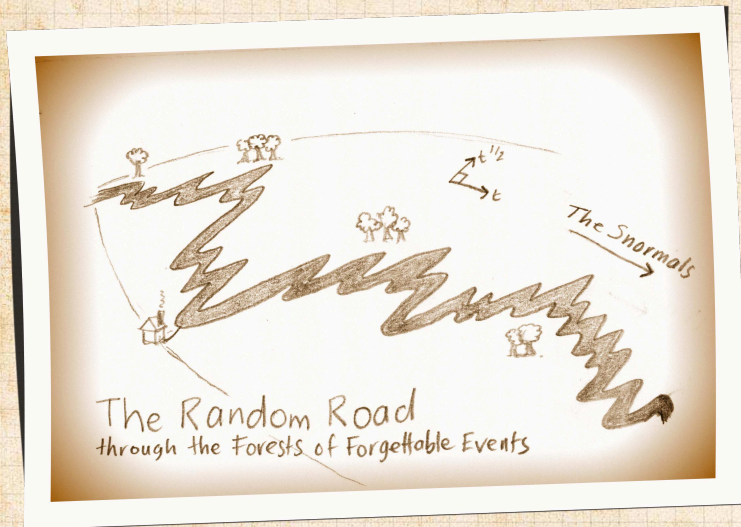 t^{1/2}
t
The Snormals
The Random Road
through the Forests of Forgettable Events